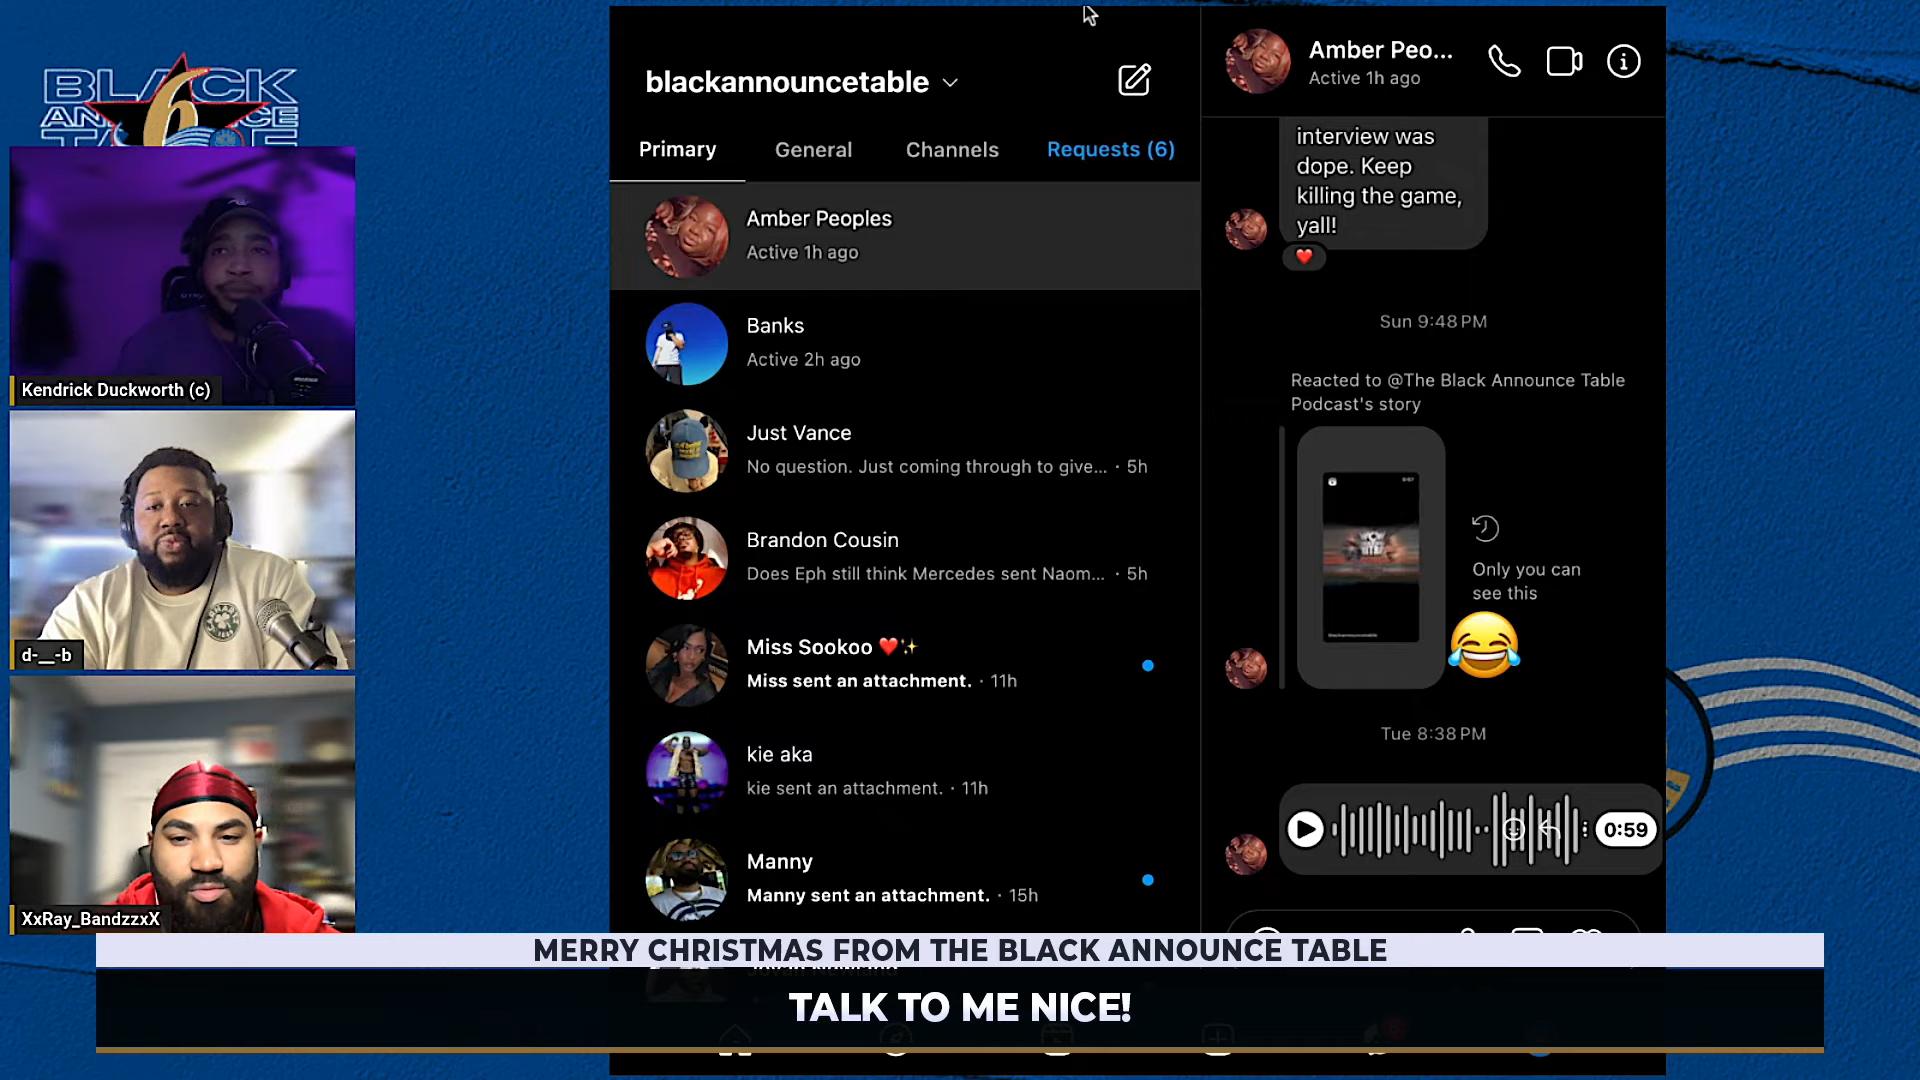 BLACK
6
ANNOUNCE
TABLE
Kendrick Duckworth (c)
d-__-b
XxRay_BandzzxX
blackannouncetable
Primary
General
Channels
Requests (6)
Amber Peoples
Active 1h ago
Banks
Active 2h ago
Just Vance
No question. Just coming through to give... · 5h
Brandon Cousin
Does Eph still think Mercedes sent Naom... · 5h
Miss Sookoo ❤️✨
Miss sent an attachment. · 11h
kie aka
kie sent an attachment. · 11h
Manny
Manny sent an attachment. · 15h
Amber Peo...
Active 1h ago
interview was
dope. Keep
killing the game,
yall!
Sun 9:48 PM
Reacted to @The Black Announce Table
Podcast's story
Only you can
see this
Tue 8:38 PM
0:59
MERRY CHRISTMAS FROM THE BLACK ANNOUNCE TABLE
TALK TO ME NICE!